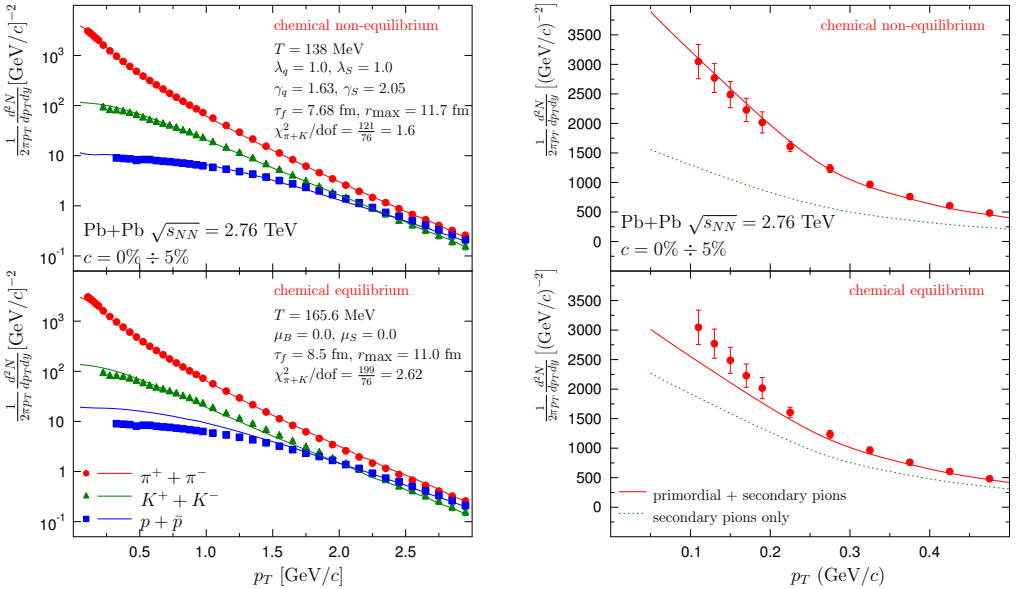 chemical non-equilibrium
T = 138 MeV
λ_q = 1.0, λ_S = 1.0
γ_q = 1.63, γ_S = 2.05
τ_f = 7.68 fm, r_max = 11.7 fm
χ²_{π+K}/dof = 121/76 = 1.6
Pb+Pb √s_NN = 2.76 TeV
c = 0% ÷ 5%
1/(2πp_T) d²N/(dp_T dy) [GeV/c]^−2
10^3
10^2
10
1
10^-1
chemical equilibrium
T = 165.6 MeV
μ_B = 0.0, μ_S = 0.0
τ_f = 8.5 fm, r_max = 11.0 fm
χ²_{π+K}/dof = 199/76 = 2.62
π^+ + π^−
K^+ + K^−
p + p̄
1/(2πp_T) d²N/(dp_T dy) [GeV/c]^−2
10^3
10^2
10
1
10^-1
0.5 1.0 1.5 2.0 2.5
p_T [GeV/c]
chemical non-equilibrium
Pb+Pb √s_NN = 2.76 TeV
c = 0% ÷ 5%
1/(2πp_T) d²N/(dp_T dy) [(GeV/c)^−2]
3500
3000
2500
2000
1500
1000
500
0
chemical equilibrium
primordial + secondary pions
secondary pions only
1/(2πp_T) d²N/(dp_T dy) [(GeV/c)^−2]
3500
3000
2500
2000
1500
1000
500
0
0.1 0.2 0.3 0.4
p_T (GeV/c)